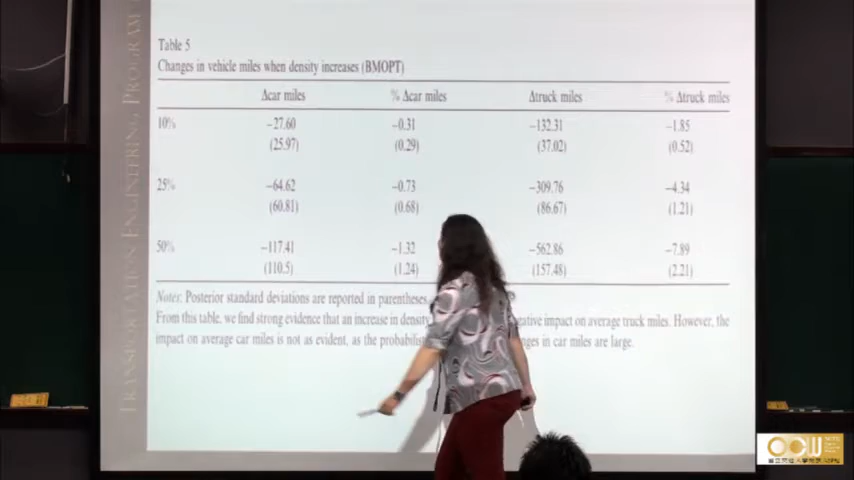 TRANSPORTATION ENGINEERING PROGRAM
Table 5
Changes in vehicle miles when density increases (BMOPT)
Δcar miles % Δcar miles Δtruck miles % Δtruck miles
10% −27.60 −0.31 −132.31 −1.85
(25.97) (0.29) (37.02) (0.52)
25% −64.62 −0.73 −309.76 −4.34
(60.81) (0.68) (86.67) (1.21)
50% −117.41 −1.32 −562.86 −7.89
(110.5) (1.24) (157.48) (2.21)
Notes: Posterior standard deviations are reported in parentheses.
From this table, we find strong evidence that an increase in density gative impact on average truck miles. However, the
impact on average car miles is not as evident, as the nges in car miles are large.
OCW